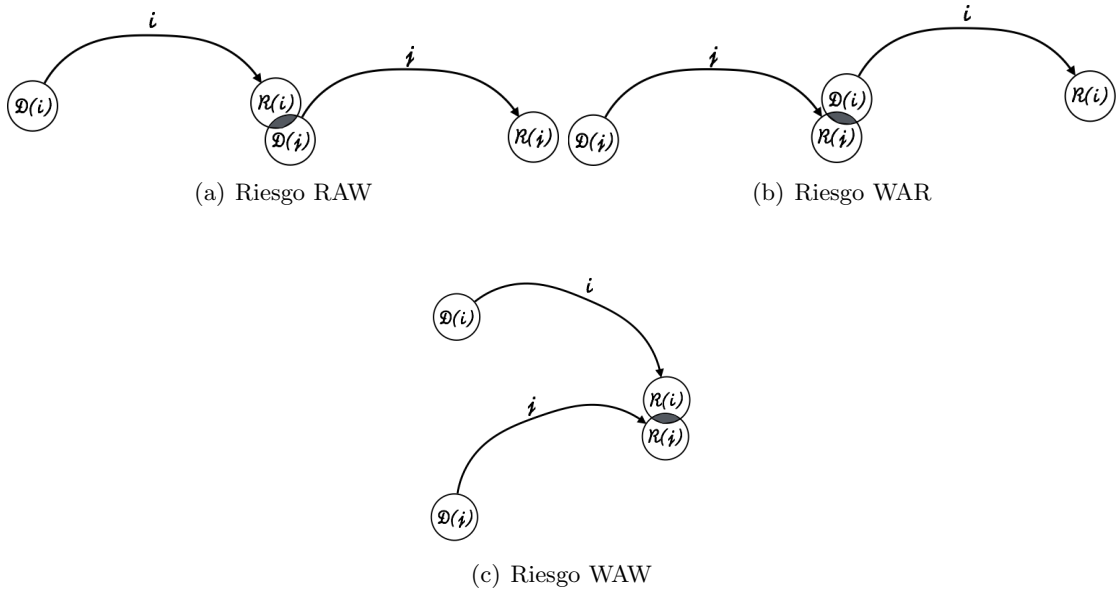 i
j
i
j
D(i)
R(i)
D(j)
R(j)
D(j)
R(j)
D(i)
R(i)
(a) Riesgo RAW
(b) Riesgo WAR
i
D(i)
R(i)
j
R(j)
D(j)
(c) Riesgo WAW